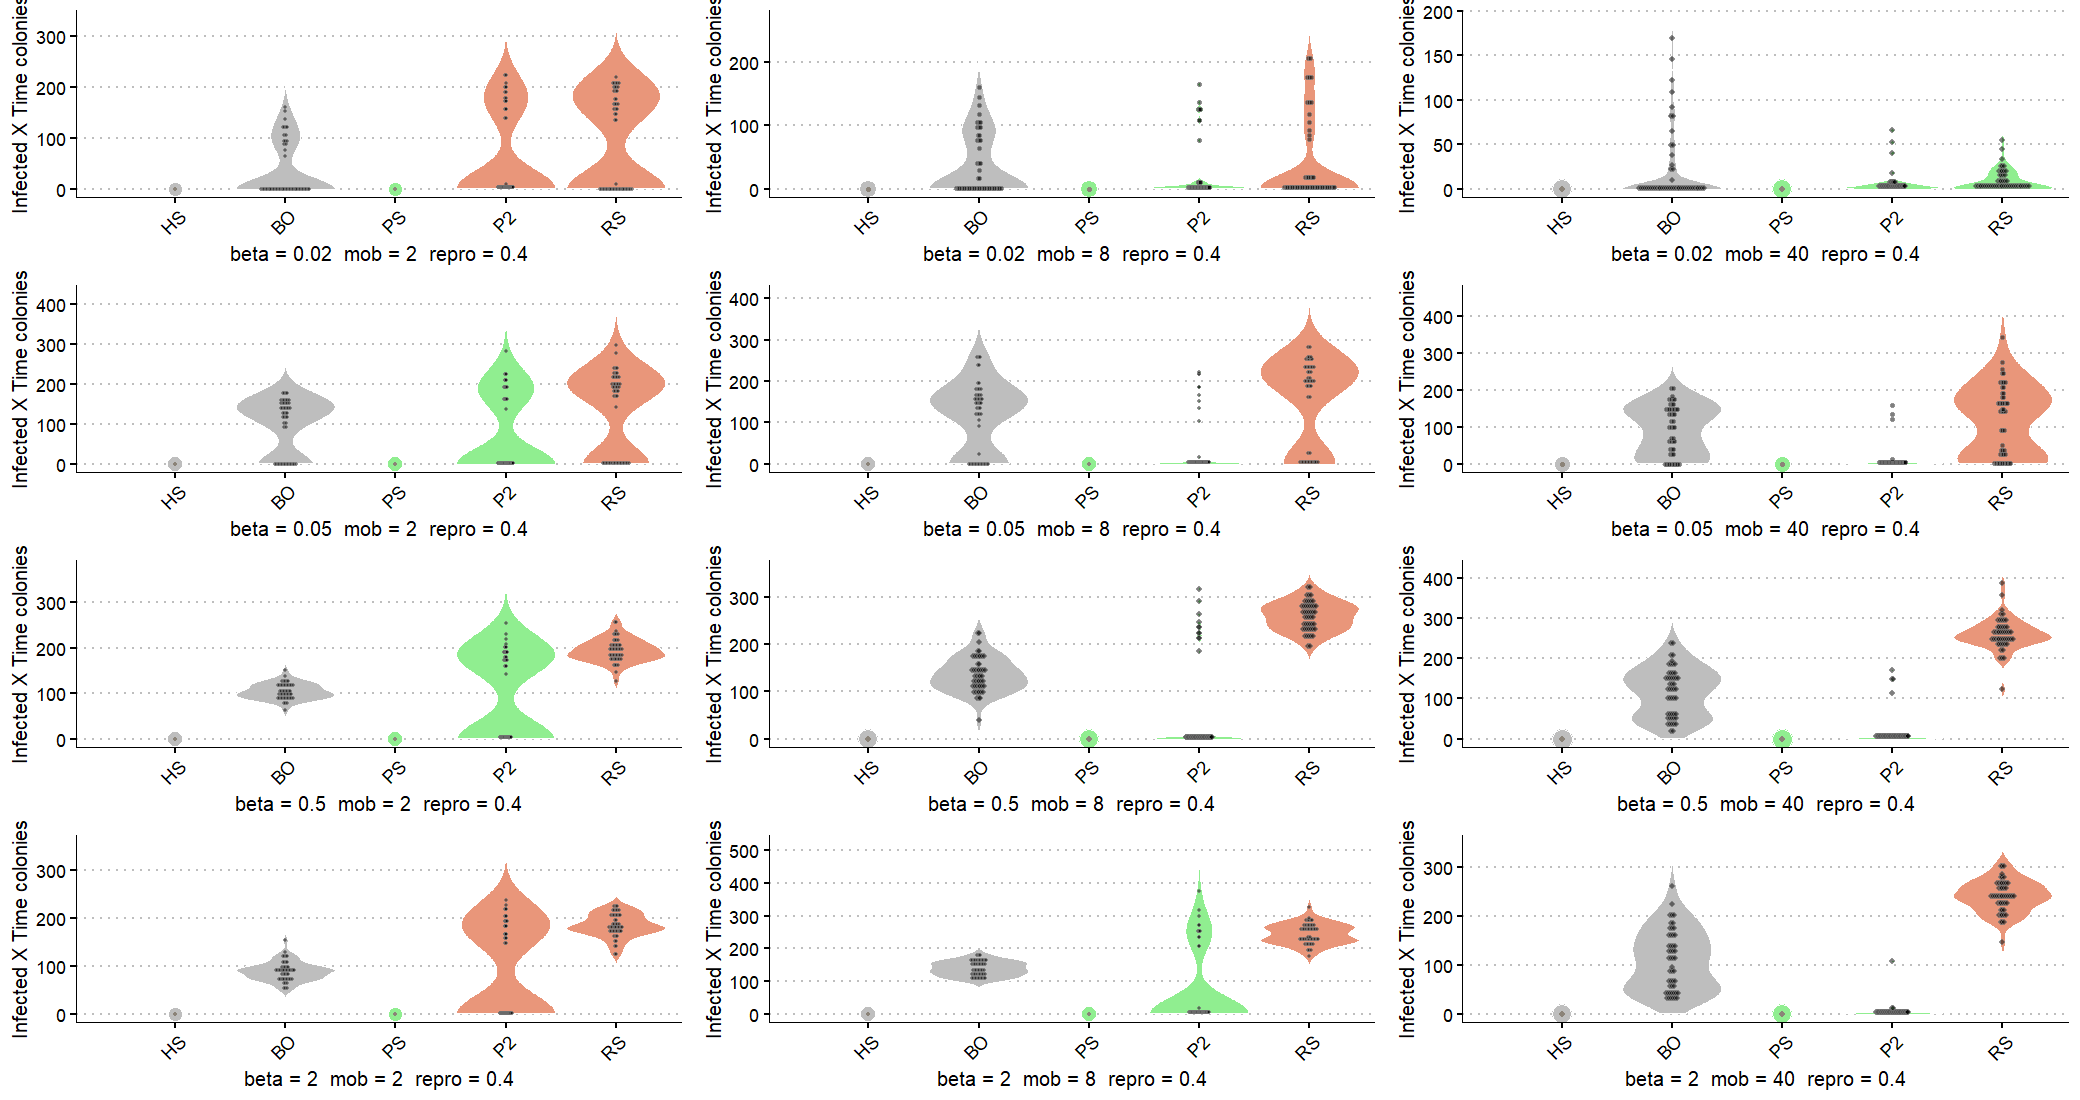 Infected X Time colonies
300
200
100
0
HS BO PS P2 RS
beta = 0.02 mob = 2 repro = 0.4
Infected X Time colonies
200
100
0
HS BO PS P2 RS
beta = 0.02 mob = 8 repro = 0.4
Infected X Time colonies
200
150
100
50
0
HS BO PS P2 RS
beta = 0.02 mob = 40 repro = 0.4
Infected X Time colonies
400
300
200
100
0
HS BO PS P2 RS
beta = 0.05 mob = 2 repro = 0.4
Infected X Time colonies
400
300
200
100
0
HS BO PS P2 RS
beta = 0.05 mob = 8 repro = 0.4
Infected X Time colonies
400
300
200
100
0
HS BO PS P2 RS
beta = 0.05 mob = 40 repro = 0.4
Infected X Time colonies
300
200
100
0
HS BO PS P2 RS
beta = 0.5 mob = 2 repro = 0.4
Infected X Time colonies
300
200
100
0
HS BO PS P2 RS
beta = 0.5 mob = 8 repro = 0.4
Infected X Time colonies
400
300
200
100
0
HS BO PS P2 RS
beta = 0.5 mob = 40 repro = 0.4
Infected X Time colonies
300
200
100
0
HS BO PS P2 RS
beta = 2 mob = 2 repro = 0.4
Infected X Time colonies
500
400
300
200
100
0
HS BO PS P2 RS
beta = 2 mob = 8 repro = 0.4
Infected X Time colonies
300
200
100
0
HS BO PS P2 RS
beta = 2 mob = 40 repro = 0.4